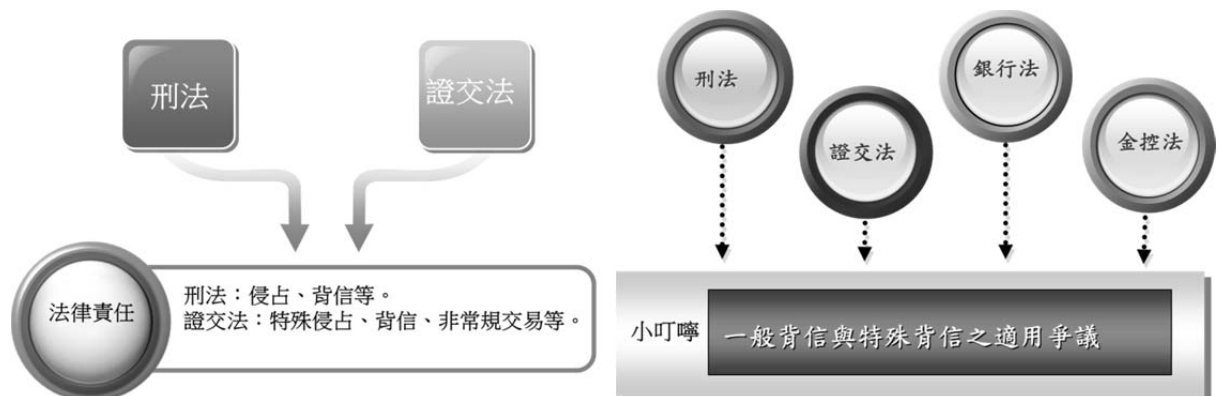 刑法
證交法
法律責任
刑法：侵占、背信等。
證交法：特殊侵占、背信、非常規交易等。
刑法
證交法
銀行法
金控法
小叮嚀
一般背信與特殊背信之適用爭議